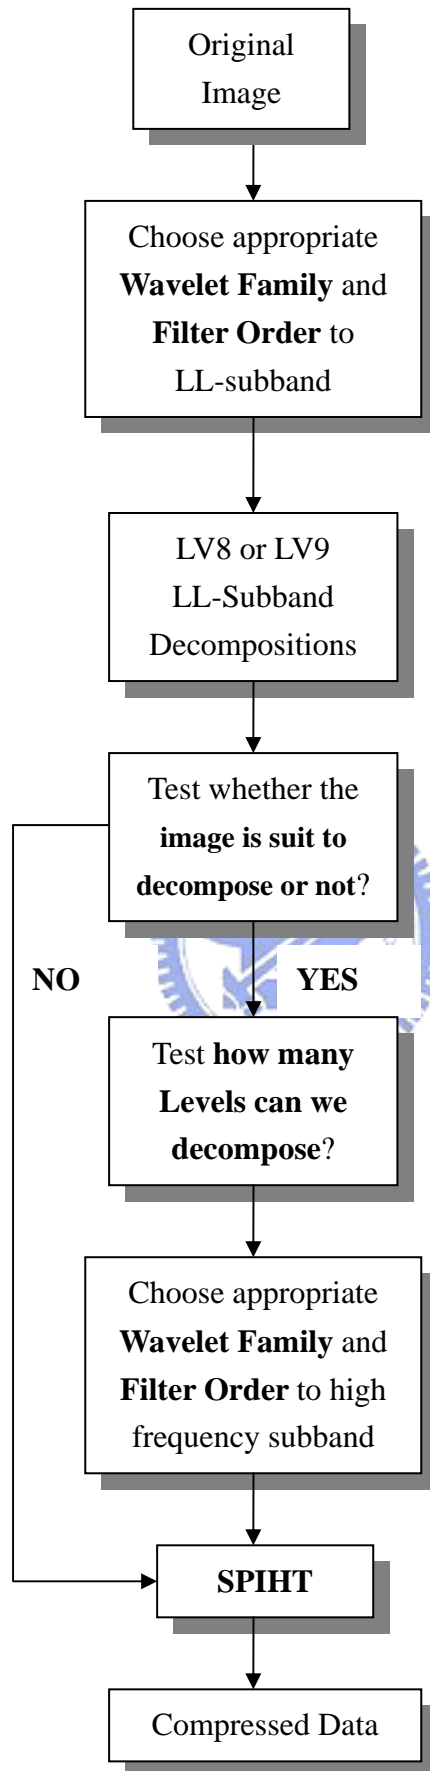 Original
Image
Choose appropriate
Wavelet Family and
Filter Order to
LL-subband
LV8 or LV9
LL-Subband
Decompositions
Test whether the
image is suit to
decompose or not?
NO
YES
Test how many
Levels can we
decompose?
Choose appropriate
Wavelet Family and
Filter Order to high
frequency subband
SPIHT
Compressed Data